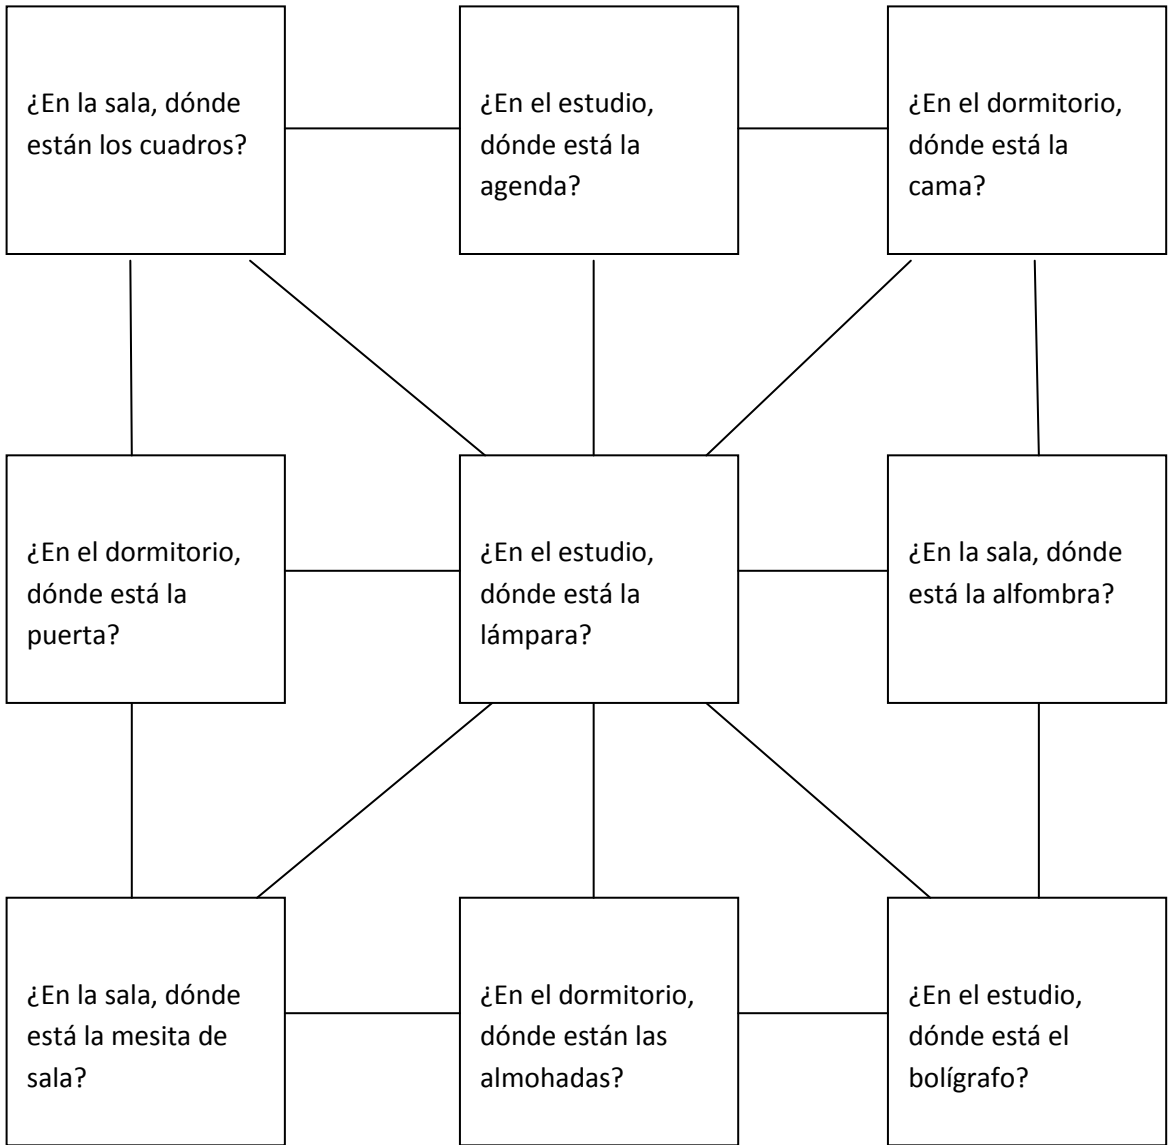 ¿En la sala, dónde
están los cuadros?
¿En el estudio,
dónde está la
agenda?
¿En el dormitorio,
dónde está la
cama?
¿En el dormitorio,
dónde está la
puerta?
¿En el estudio,
dónde está la
lámpara?
¿En la sala, dónde
está la alfombra?
¿En la sala, dónde
está la mesita de
sala?
¿En el dormitorio,
dónde están las
almohadas?
¿En el estudio,
dónde está el
bolígrafo?